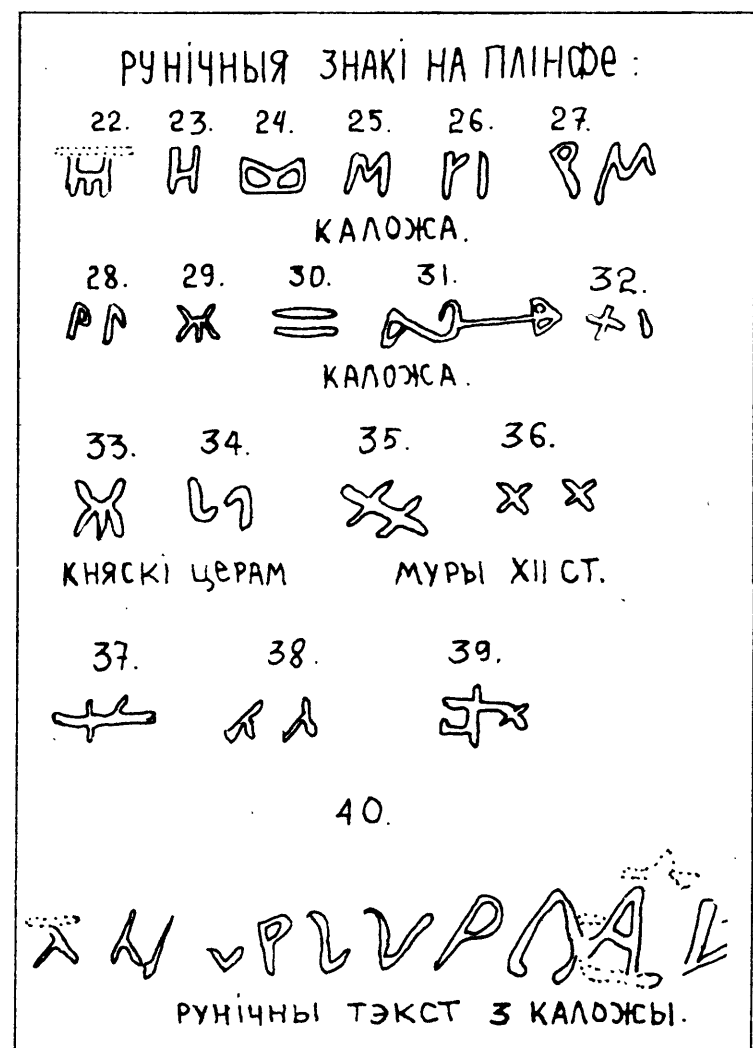 РУНІЧНЫЯ ЗНАКІ НА ПЛІНФЕ:
22. 23. 24. 25. 26. 27.
КАЛОЖА.
28. 29. 30. 31. 32.
КАЛОЖА.
33. 34. 35. 36.
КНЯСКІ ЦЕРАМ МУРЫ XII СТ.
37. 38. 39.
40.
РУНІЧНЫ ТЭКСТ З КАЛОЖЫ.